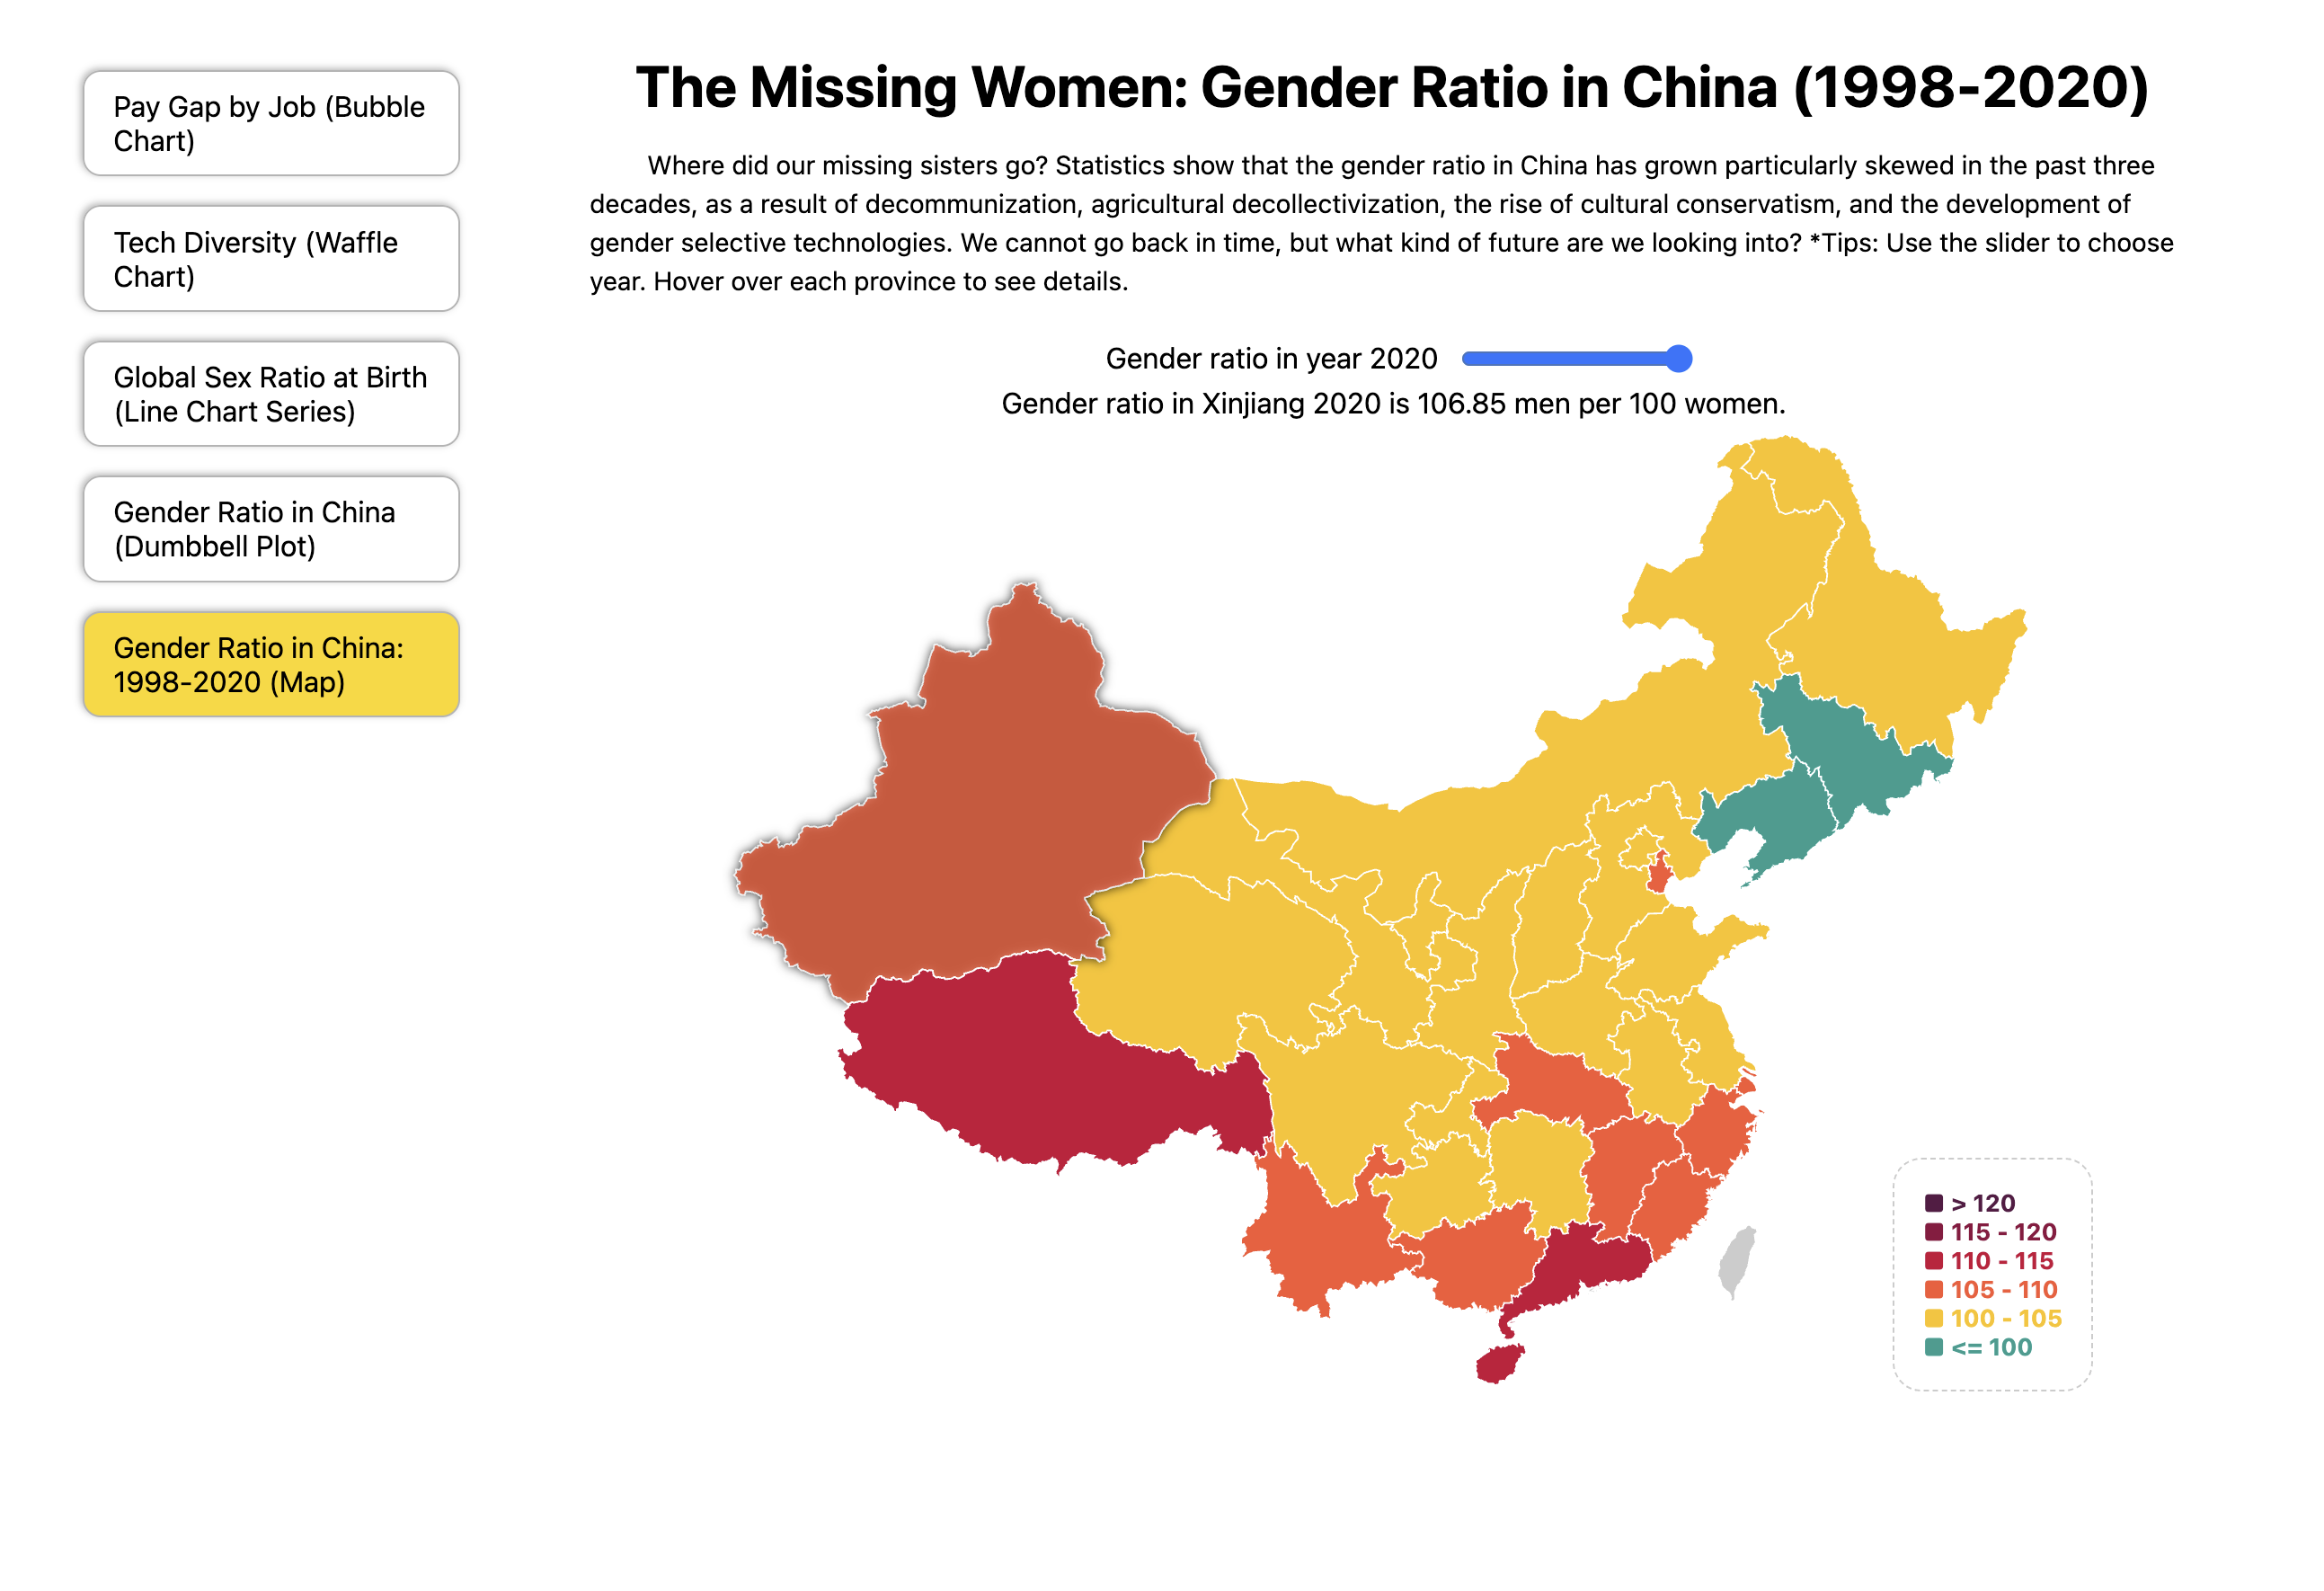 Pay Gap by Job (Bubble
Chart)
Tech Diversity (Waffle
Chart)
Global Sex Ratio at Birth
(Line Chart Series)
Gender Ratio in China
(Dumbbell Plot)
Gender Ratio in China:
1998-2020 (Map)
The Missing Women: Gender Ratio in China (1998-2020)
Where did our missing sisters go? Statistics show that the gender ratio in China has grown particularly skewed in the past three
decades, as a result of decommunization, agricultural decollectivization, the rise of cultural conservatism, and the development of
gender selective technologies. We cannot go back in time, but what kind of future are we looking into? *Tips: Use the slider to choose
year. Hover over each province to see details.
Gender ratio in year 2020
Gender ratio in Xinjiang 2020 is 106.85 men per 100 women.
> 120
115 - 120
110 - 115
105 - 110
100 - 105
<= 100